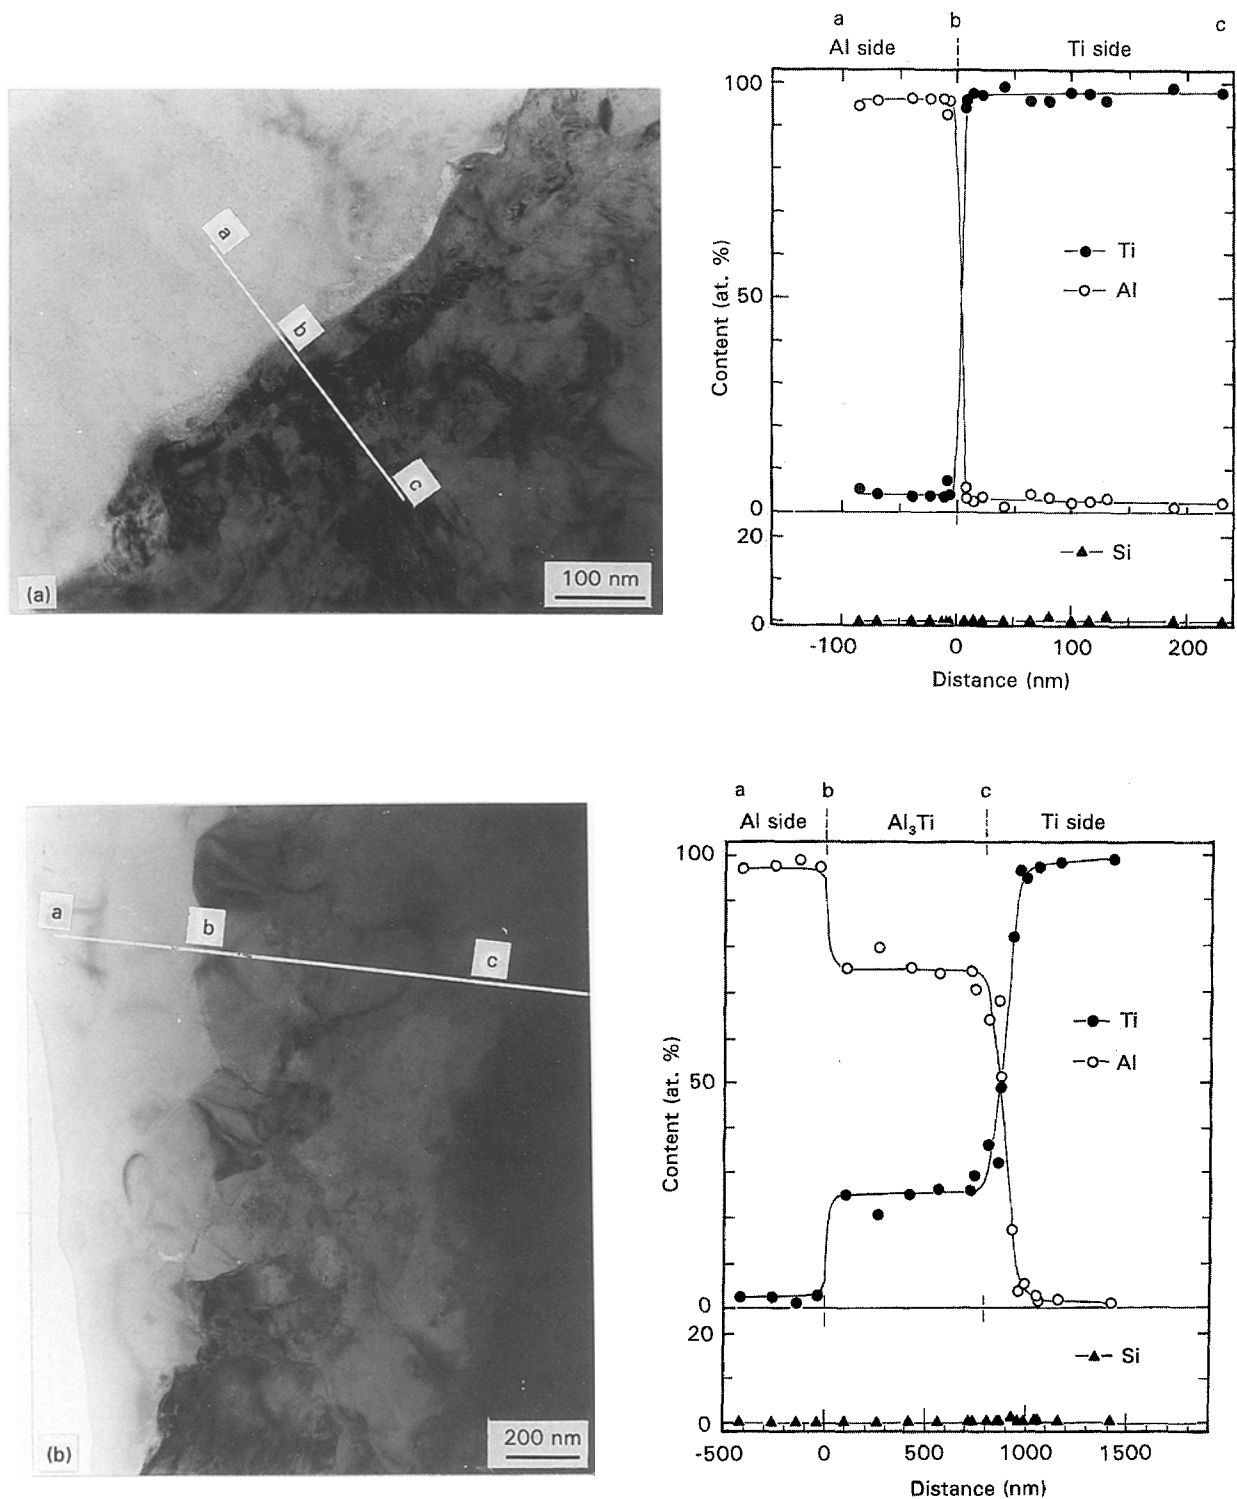 a b c
Al side Ti side
100
50
0
Content (at. %)
Ti
Al
20
0
Si
-100 0 100 200
Distance (nm)
a
b
c
(a)
100 nm
a b c
Al side Al₃Ti Ti side
100
50
0
Content (at. %)
Ti
Al
20
0
Si
-500 0 500 1000 1500
Distance (nm)
a
b
c
(b)
200 nm